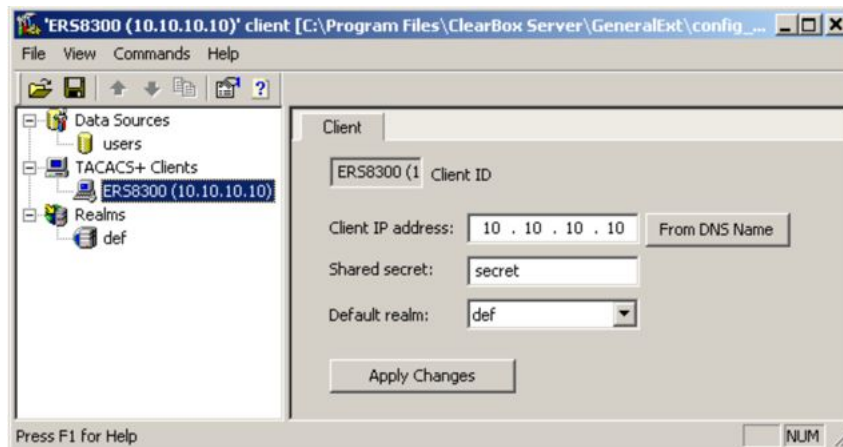 'ERS8300 (10.10.10.10)' client [C:\Program Files\ClearBox Server\GeneralExt\config_...
File View Commands Help
Data Sources
users
TACACS+ Clients
ERS8300 (10.10.10.10)
Realms
def
Client
ERS8300 (1 Client ID
Client IP address: 10 . 10 . 10 . 10 From DNS Name
Shared secret: secret
Default realm: def
Apply Changes
Press F1 for Help NUM